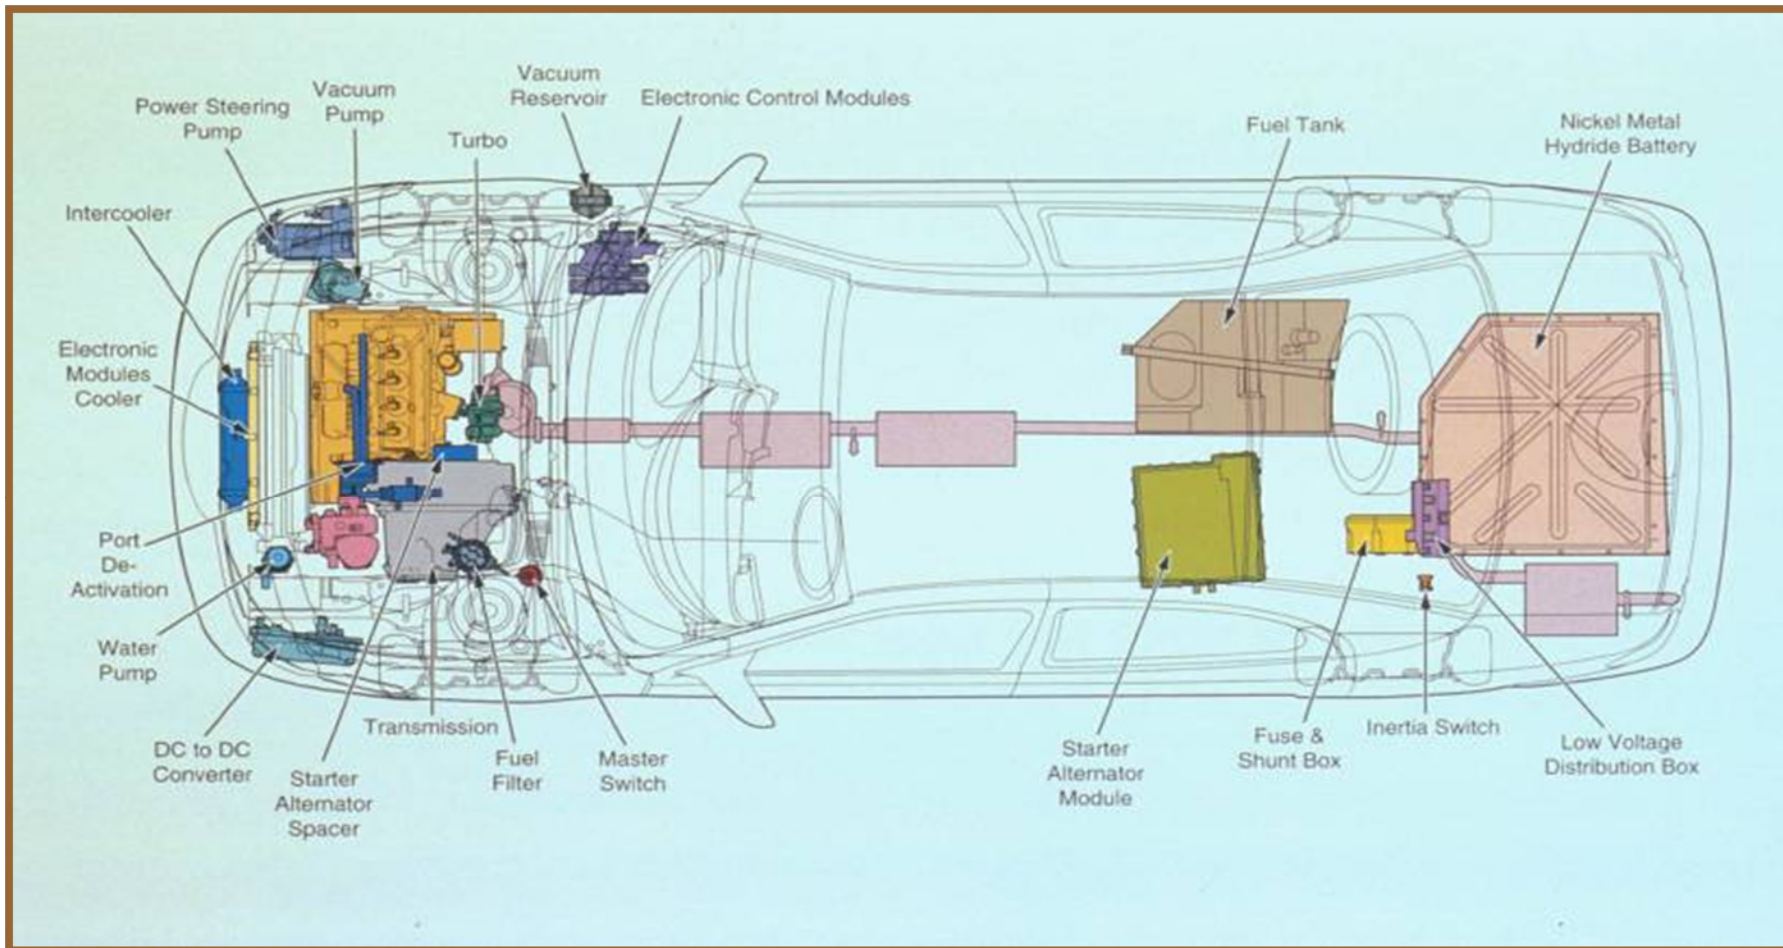 Vacuum
Reservoir
Electronic Control Modules
Vacuum
Pump
Power Steering
Pump
Turbo
Fuel Tank
Nickel Metal
Hydride Battery
Intercooler
Electronic
Modules
Cooler
Port
De-
Activation
Water
Pump
DC to DC
Converter
Starter
Alternator
Spacer
Transmission
Fuel
Filter
Master
Switch
Starter
Alternator
Module
Fuse &
Shunt Box
Inertia Switch
Low Voltage
Distribution Box